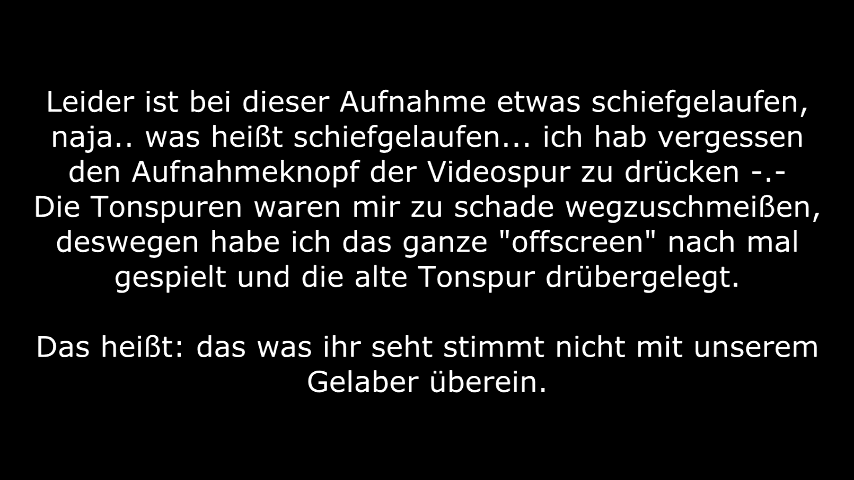 Leider ist bei dieser Aufnahme etwas schiefgelaufen,
naja.. was heißt schiefgelaufen... ich hab vergessen
den Aufnahmeknopf der Videospur zu drücken -.-
Die Tonspuren waren mir zu schade wegzuschmeißen,
deswegen habe ich das ganze "offscreen" nach mal
gespielt und die alte Tonspur drübergelegt.

Das heißt: das was ihr seht stimmt nicht mit unserem
Gelaber überein.